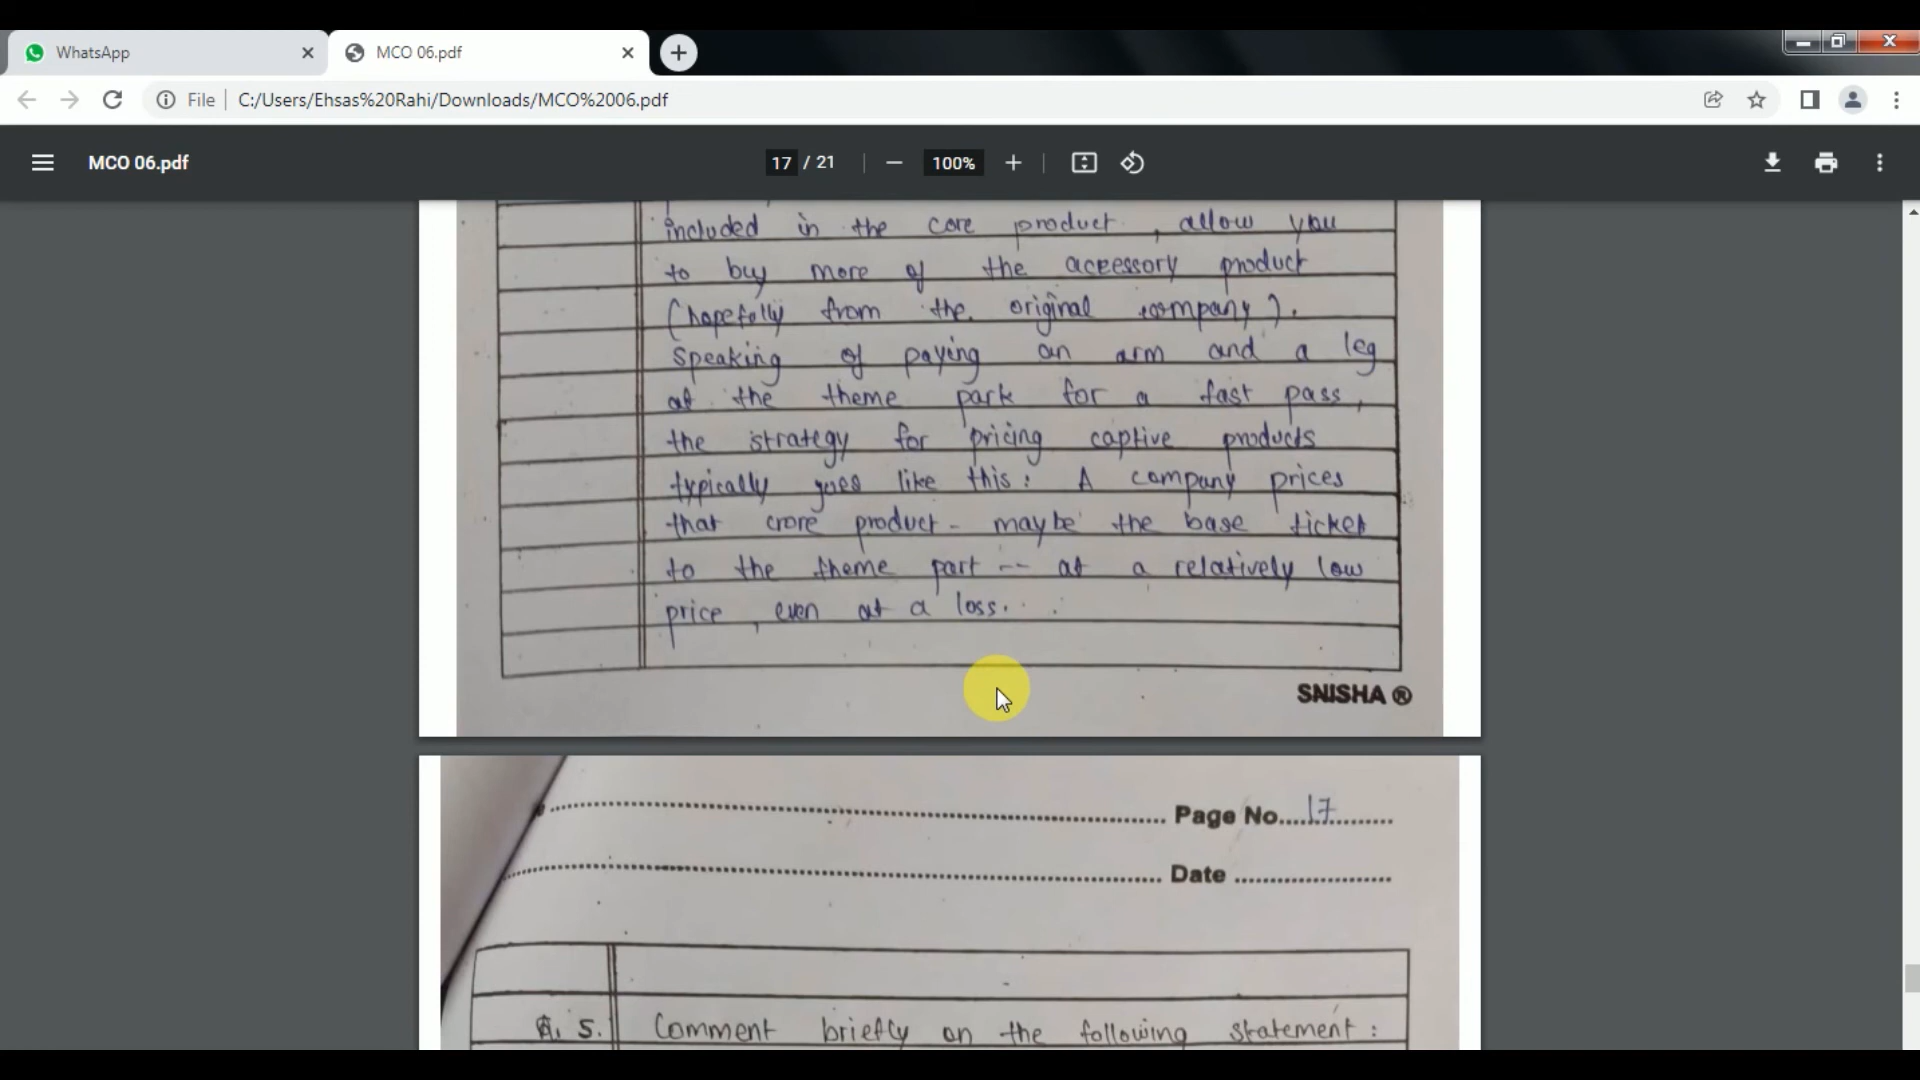 WhatsApp
MCO 06.pdf
File C:/Users/Ehsas%20Rahi/Downloads/MCO%2006.pdf
MCO 06.pdf
17 / 21
100%
included in the core product , allow you
to buy more of the accessory product
(hopefully from the original company).
Speaking of paying an arm and a leg
at the theme park for a fast pass,
the strategy for pricing captive products
typically goes like this: A company prices
that crore product - maybe the base ticket
to the theme part -- at a relatively low
price, even at a loss.
SNISHA ®
Page No....17..........
Date ......................
Q. 5. Comment briefly on the following statement :